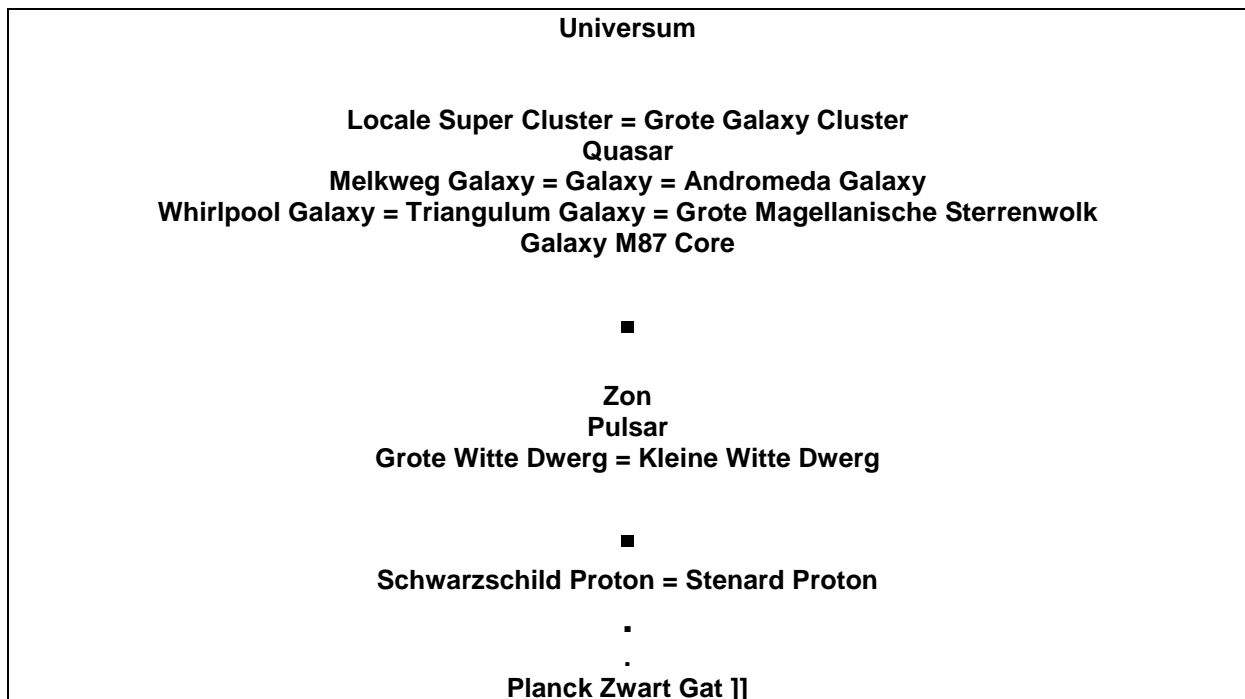 Universum
Locale Super Cluster = Grote Galaxy Cluster
Quasar
Melkweg Galaxy = Galaxy = Andromeda Galaxy
Whirlpool Galaxy = Triangulum Galaxy = Grote Magellanische Sterrenwolk
Galaxy M87 Core
Zon
Pulsar
Grote Witte Dwerg = Kleine Witte Dwerg
Schwarzschild Proton = Stenard Proton
.
.
Planck Zwart Gat ]]